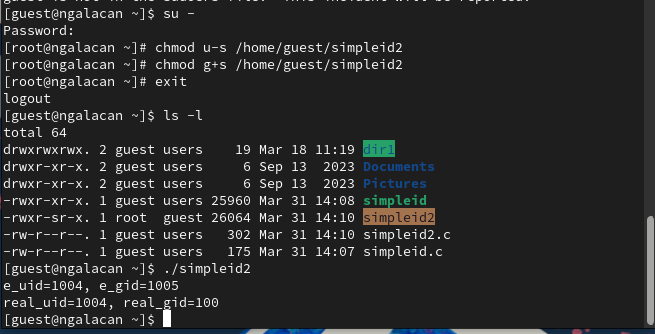 [guest@ngalacan ~]$ su -
Password:
[root@ngalacan ~]# chmod u-s /home/guest/simpleid2
[root@ngalacan ~]# chmod g+s /home/guest/simpleid2
[root@ngalacan ~]# exit
logout
[guest@ngalacan ~]$ ls -l
total 64
drwxrwxrwx. 2 guest users    19 Mar 18 11:19 dir1
drwxr-xr-x. 2 guest users     6 Sep 13  2023 Documents
drwxr-xr-x. 2 guest users     6 Sep 13  2023 Pictures
-rwxr-xr-x. 1 guest users 25960 Mar 31 14:08 simpleid
-rwxr-sr-x. 1 root  guest 26064 Mar 31 14:10 simpleid2
-rw-r--r--. 1 guest users   302 Mar 31 14:10 simpleid2.c
-rw-r--r--. 1 guest users   175 Mar 31 14:07 simpleid.c
[guest@ngalacan ~]$ ./simpleid2
e_uid=1004, e_gid=1005
real_uid=1004, real_gid=100
[guest@ngalacan ~]$